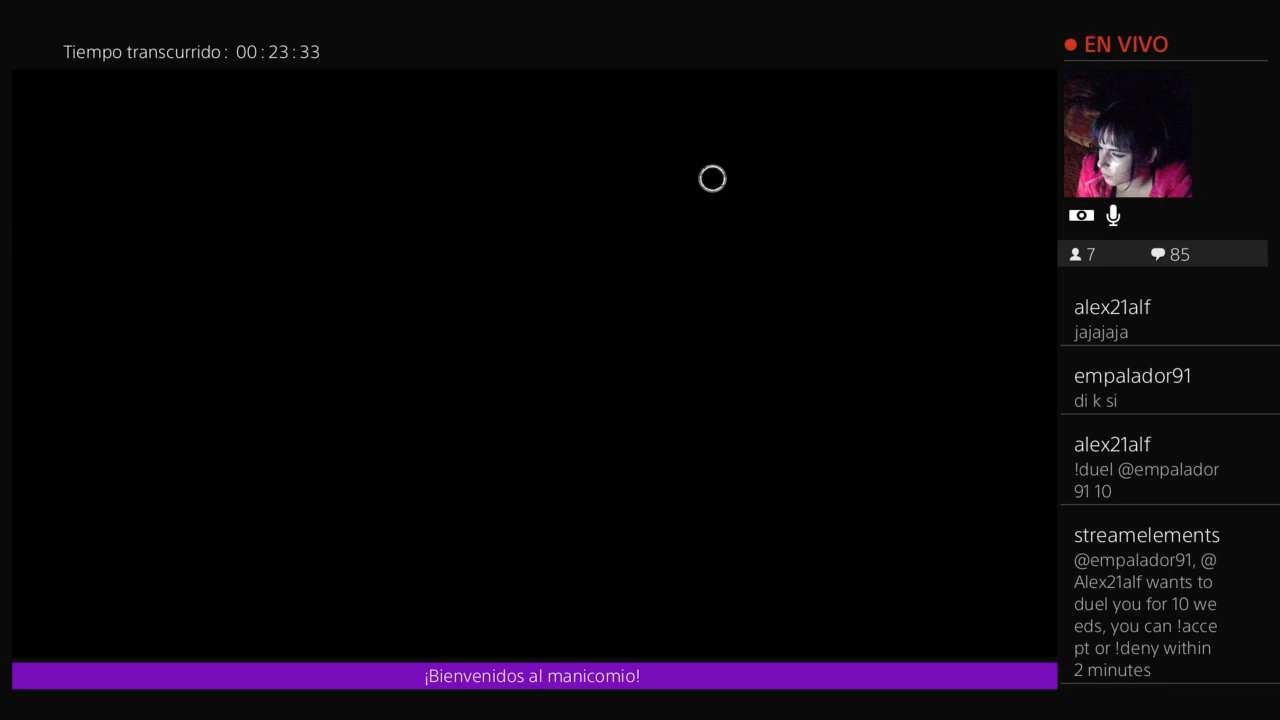 Tiempo transcurrido : 00 : 23 : 33
EN VIVO
7
85
alex21alf
jajajaja
empalador91
di k si
alex21alf
!duel @empalador
91 10
streamelements
@empalador91, @
Alex21alf wants to
duel you for 10 we
eds, you can !acce
pt or !deny within
2 minutes
¡Bienvenidos al manicomio!